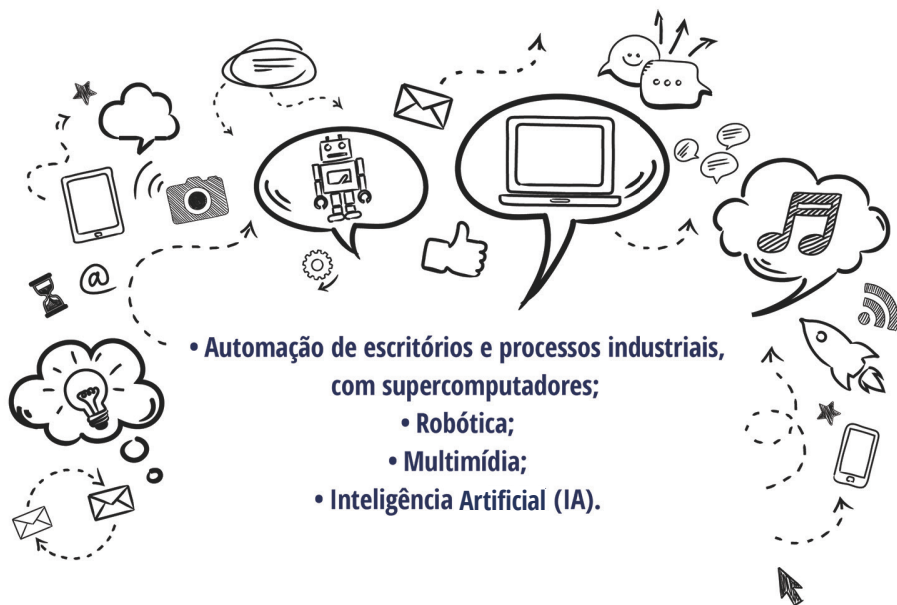 @
• Automação de escritórios e processos industriais,
com supercomputadores;
• Robótica;
• Multimídia;
• Inteligência Artificial (IA).